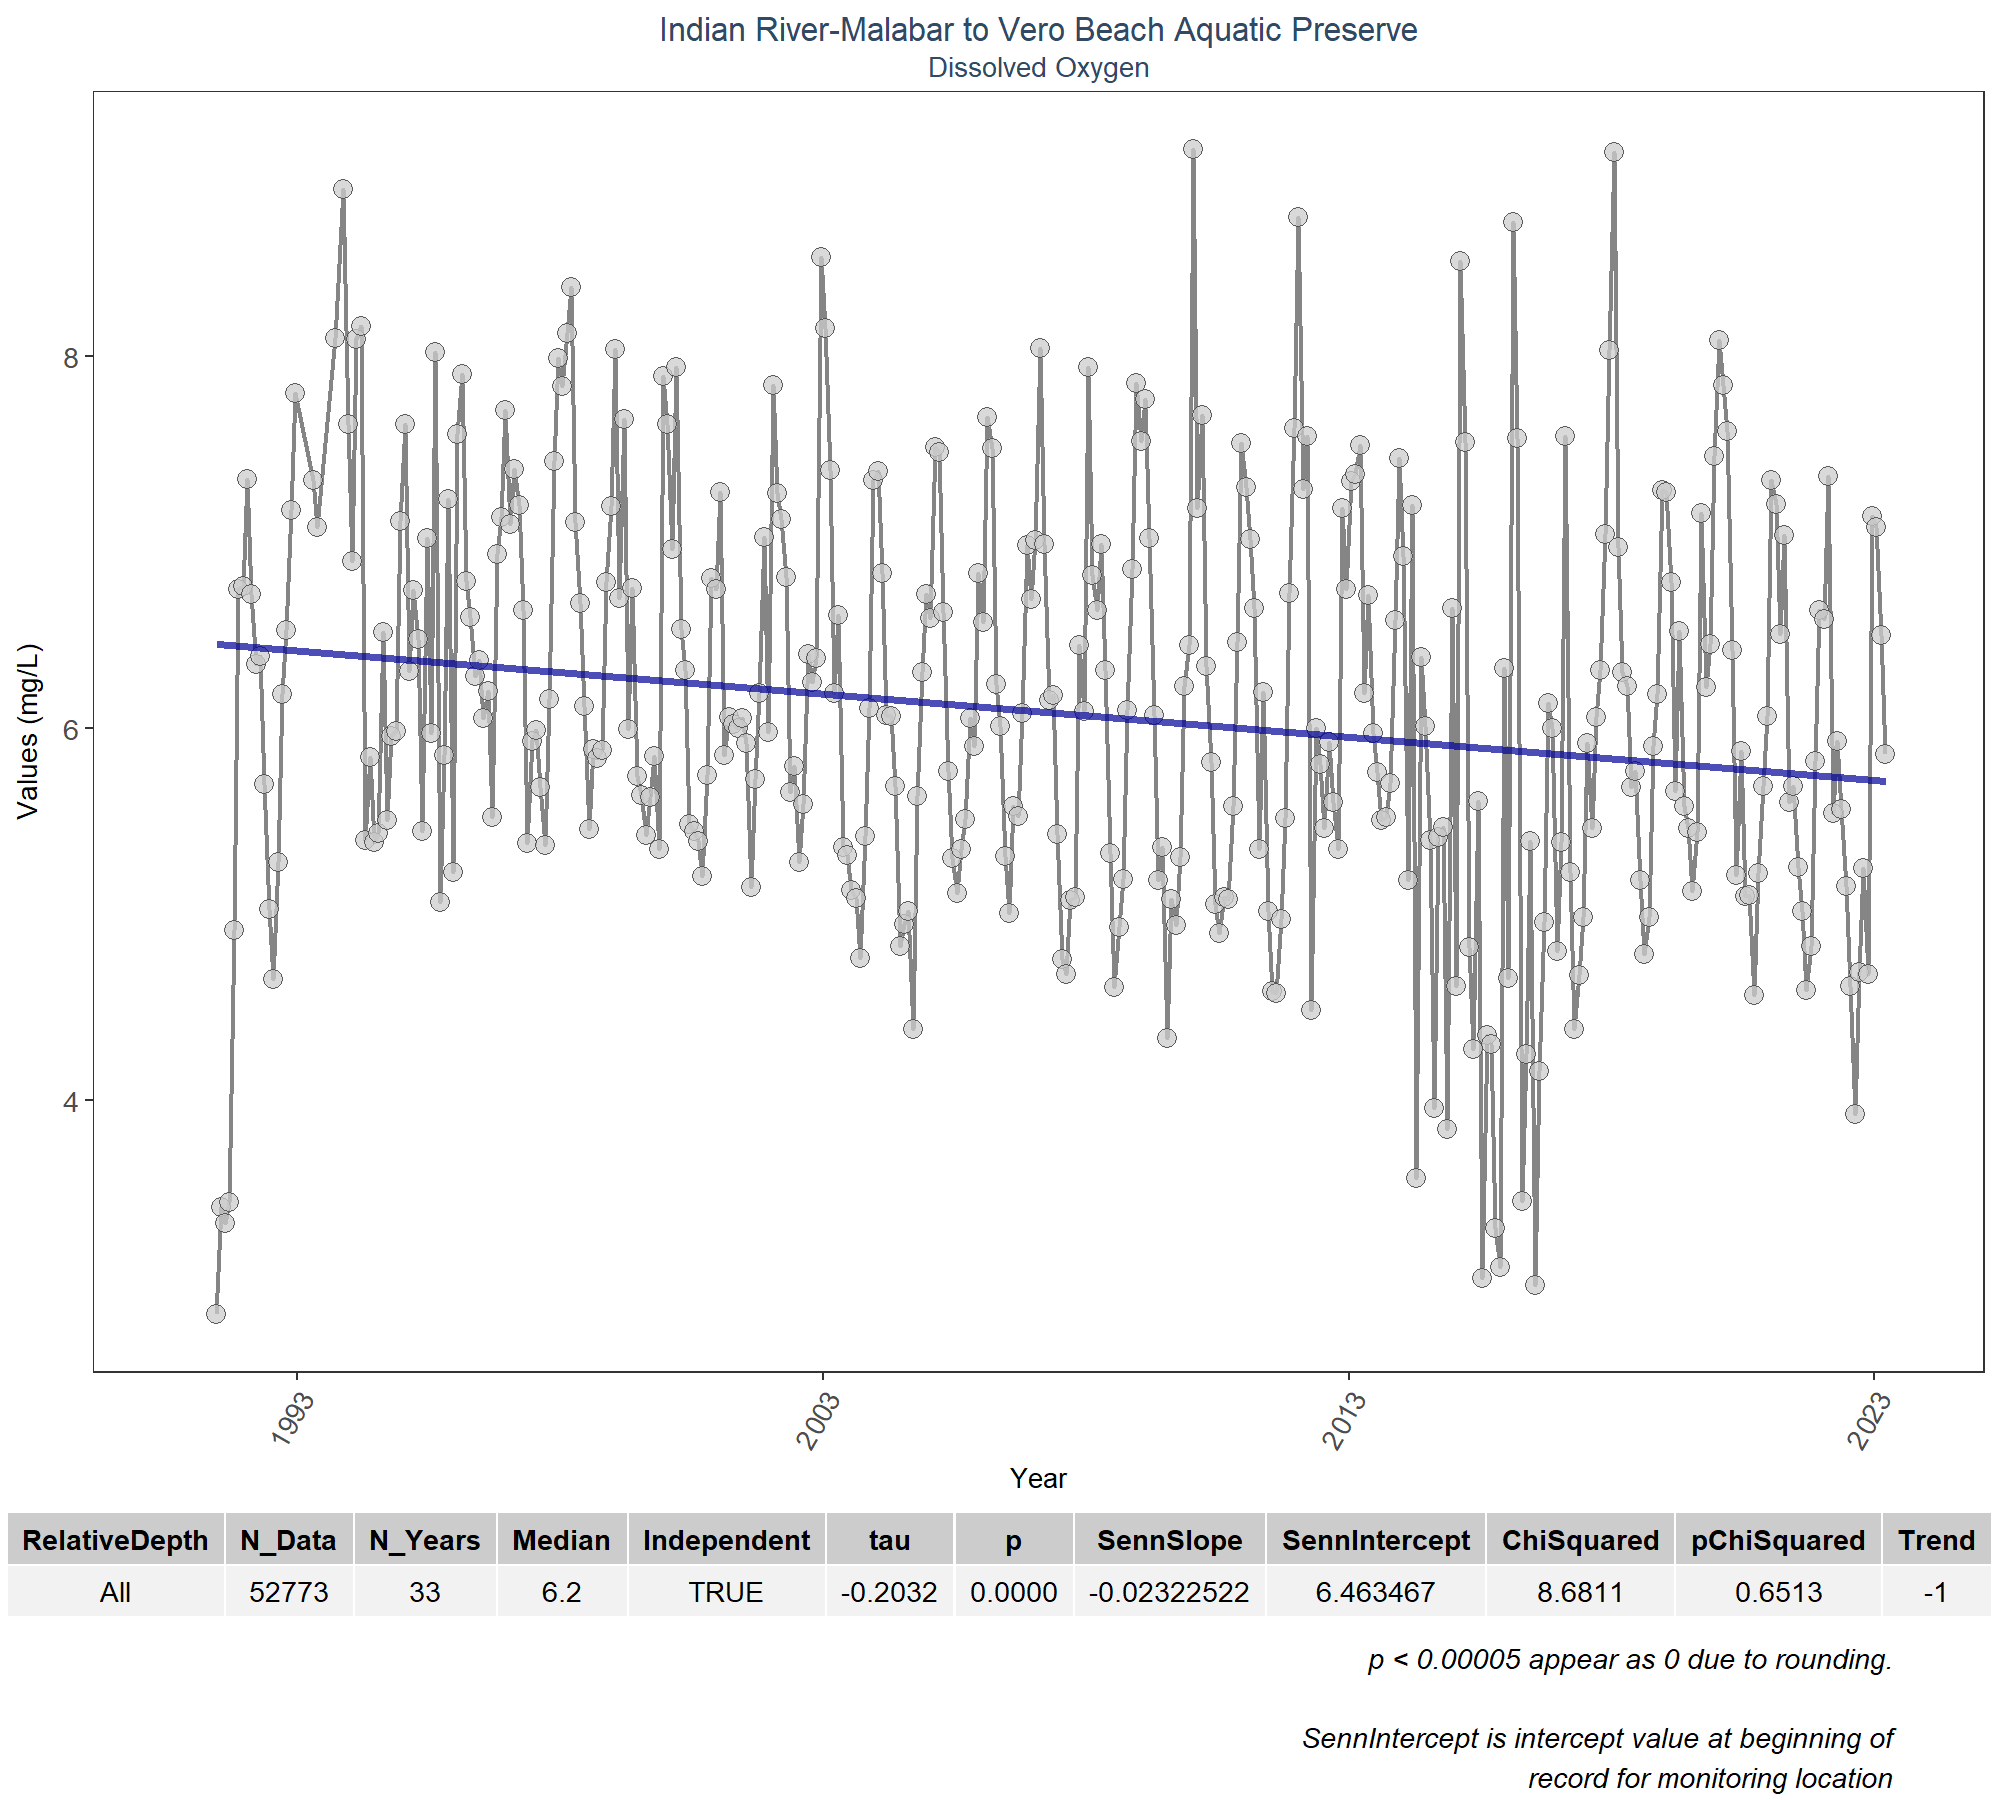 Indian River-Malabar to Vero Beach Aquatic Preserve
Dissolved Oxygen
Values (mg/L)
8
6
4
1993
2003
2013
2023
Year
RelativeDepth N_Data N_Years Median Independent tau p SennSlope SennIntercept ChiSquared pChiSquared Trend
All 52773 33 6.2 TRUE -0.2032 0.0000 -0.02322522 6.463467 8.6811 0.6513 -1
p < 0.00005 appear as 0 due to rounding.
SennIntercept is intercept value at beginning of
record for monitoring location